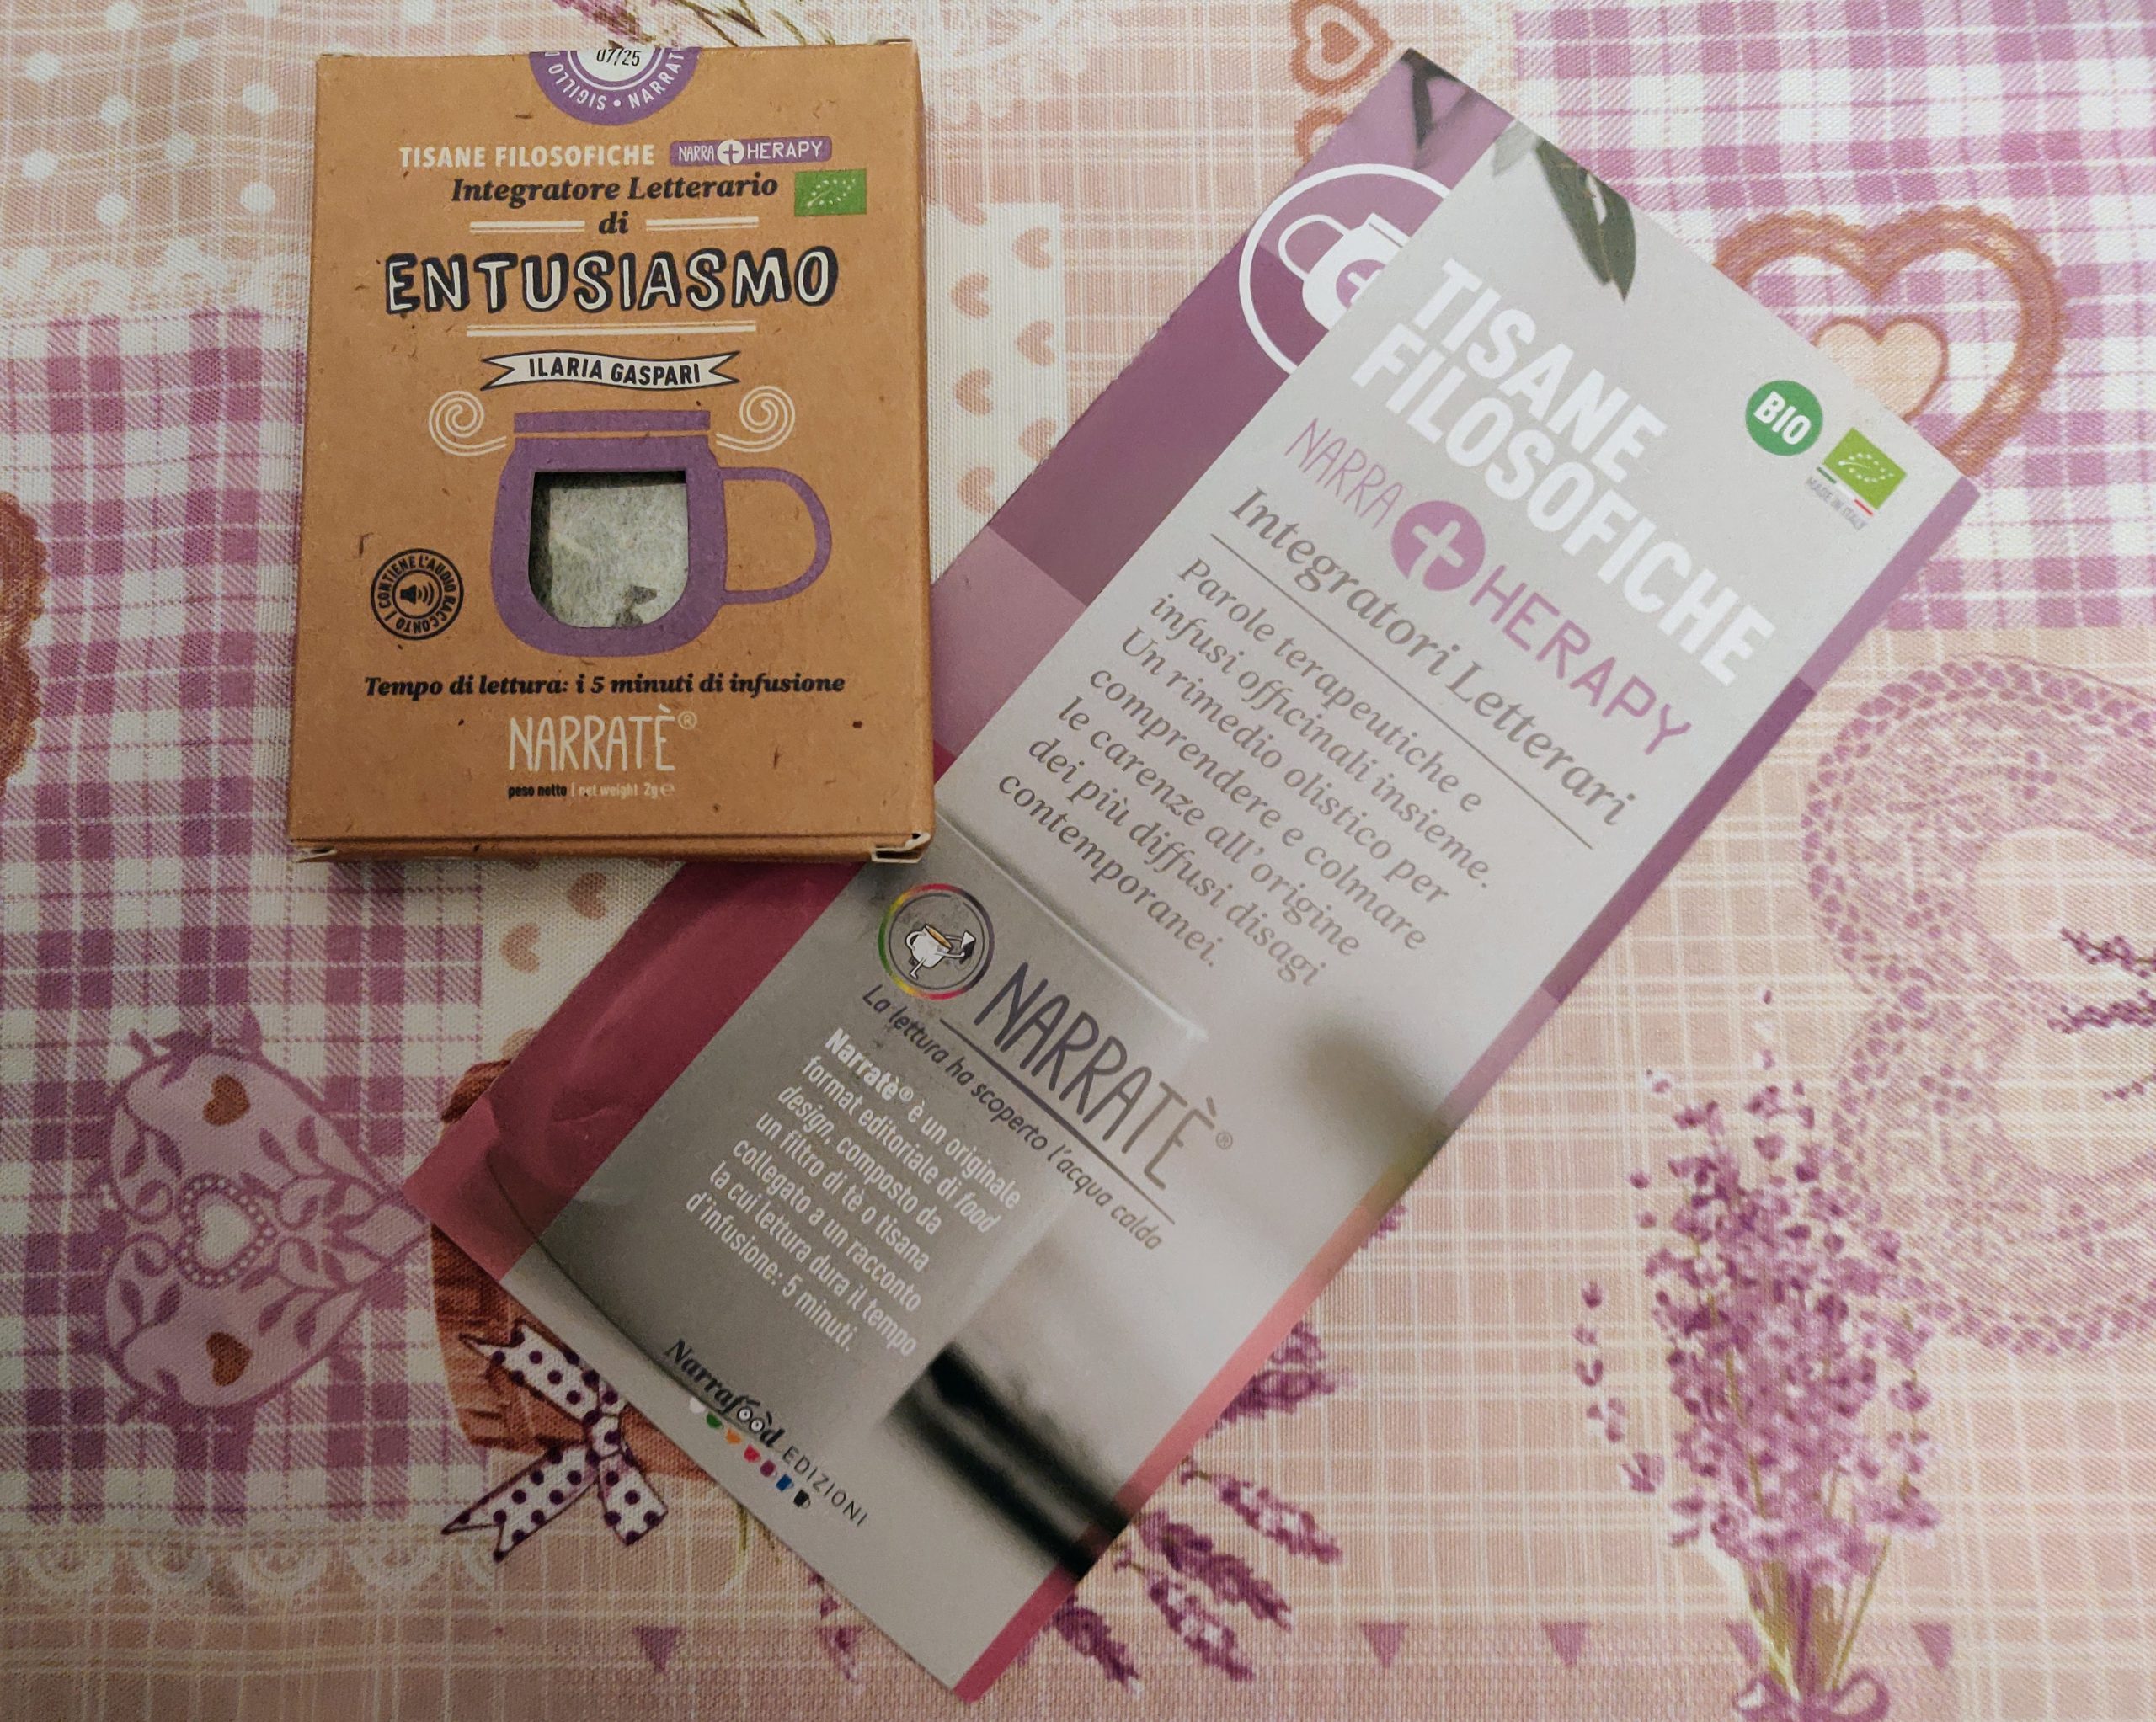 07/25
SIGILLO • NARRAT
TISANE FILOSOFICHE NARRA+HERAPY
Integratore Letterario
di
ENTUSIASMO
ILARIA GASPARI
CONTIENE L'AUDIO RACCONTO |
Tempo di lettura: i 5 minuti di infusione
NARRATÈ®
peso netto | net weight 2g ℮
TISANE
FILOSOFICHE
BIO
MADE IN ITALY
NARRA+HERAPY
Integratori Letterari
Parole terapeutiche e
infusi officinali insieme.
Un rimedio olistico per
comprendere e colmare
le carenze all'origine
dei più diffusi disagi
contemporanei.
NARRATÈ®
La lettura ha scoperto l'acqua calda
Narratè® è un originale
format editoriale di food
design, composto da
un filtro di tè o tisana
collegato a un racconto
la cui lettura dura il tempo
d'infusione: 5 minuti.
Narrafood EDIZIONI